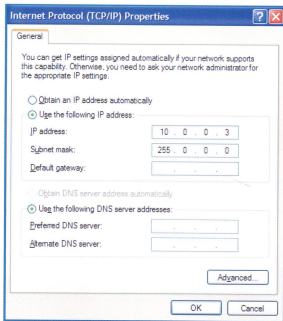 Internet Protocol (TCP/IP) Properties
General
You can get IP settings assigned automatically if your network supports
this capability. Otherwise, you need to ask your network administrator for
the appropriate IP settings.
Obtain an IP address automatically
Use the following IP address:
IP address: 10 . 0 . 0 . 3
Subnet mask: 255 . 0 . 0 . 0
Default gateway: . . .
Obtain DNS server address automatically
Use the following DNS server addresses:
Preferred DNS server: . . .
Alternate DNS server: . . .
Advanced...
OK Cancel